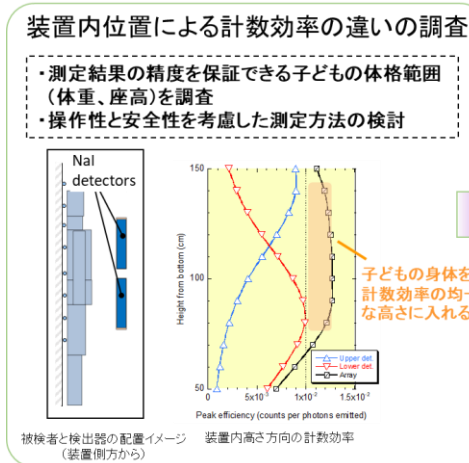 装置内位置による計数効率の違いの調査
・測定結果の精度を保証できる子どもの体格範囲
（体重、座高）を調査
・操作性と安全性を考慮した測定方法の検討
NaI
detectors
被検者と検出器の配置イメージ
（装置側方から）
Height from bottom (cm)
150
100
50
0
5x10⁻³
1x10⁻²
1.5x10⁻²
Peak efficiency (counts per photons emitted)
Upper det.
Lower det.
Array
装置内高さ方向の計数効率
子どもの身体を
計数効率の均一
な高さに入れる